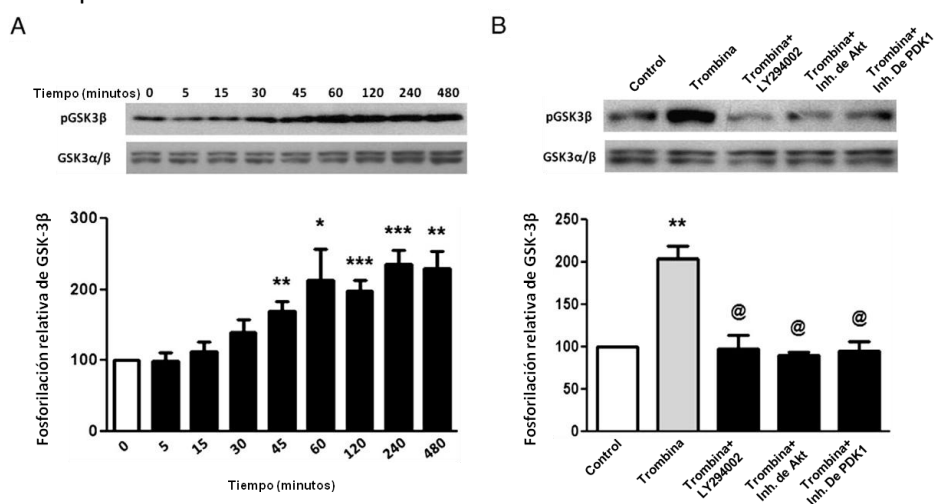 A
Tiempo (minutos) 0 5 15 30 45 60 120 240 480
pGSK3β
GSK3α/β
Fosforilación relativa de GSK-3β
300
200
100
0
*
**
***
***
**
0 5 15 30 45 60 120 240 480
Tiempo (minutos)
B
Control
Trombina
Trombina+
LY294002
Trombina+
Inh. de Akt
Trombina+
Inh. De PDK1
pGSK3β
GSK3α/β
Fosforilación relativa de GSK-3β
250
200
150
100
50
0
**
@
@
@
Control
Trombina
Trombina+
LY294002
Trombina+
Inh. de Akt
Trombina+
Inh. De PDK1